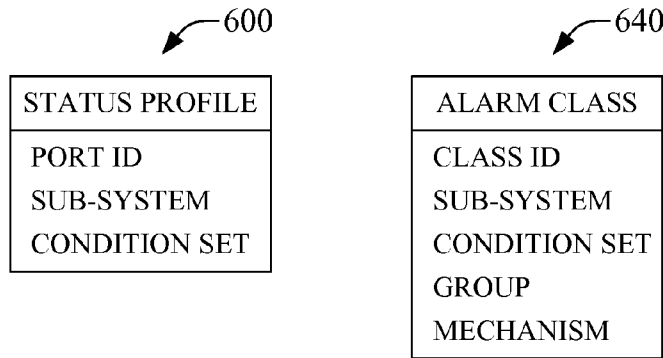 600
STATUS PROFILE
PORT ID
SUB-SYSTEM
CONDITION SET
640
ALARM CLASS
CLASS ID
SUB-SYSTEM
CONDITION SET
GROUP
MECHANISM